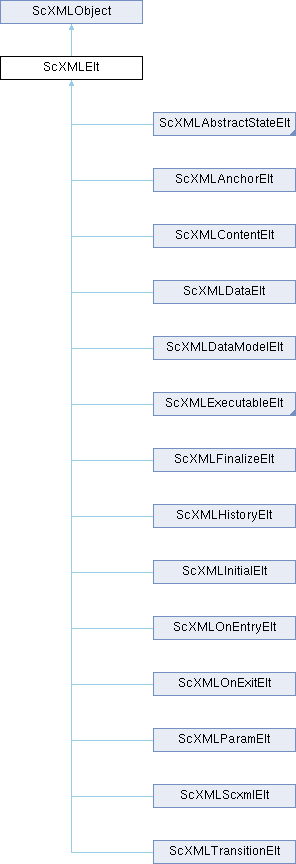 ScXMLObject
ScXMLElt
ScXMLAbstractStateElt
ScXMLAnchorElt
ScXMLContentElt
ScXMLDataElt
ScXMLDataModelElt
ScXMLExecutableElt
ScXMLFinalizeElt
ScXMLHistoryElt
ScXMLInitialElt
ScXMLOnEntryElt
ScXMLOnExitElt
ScXMLParamElt
ScXMLScxmlElt
ScXMLTransitionElt